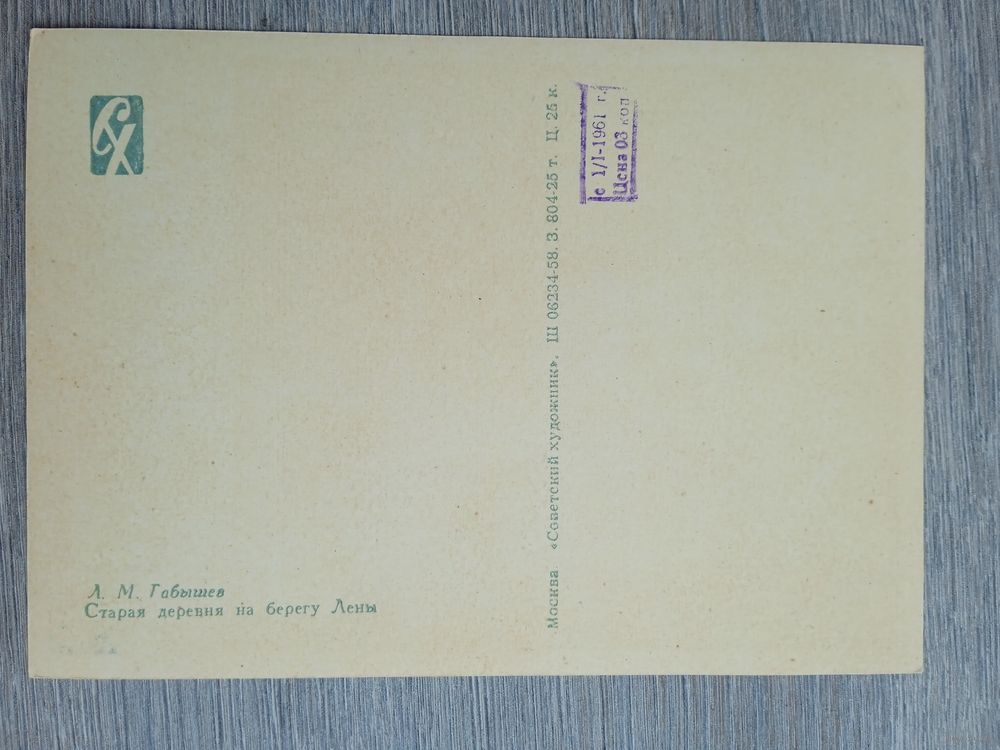 СХ
Л. М. Габышев
Старая деревня на берегу Лены
Москва. «Советский художник». Ш 06234-58. З. 804-25 т. Ц. 25 к.
с 1/I-1961 г.
Цена 03 коп